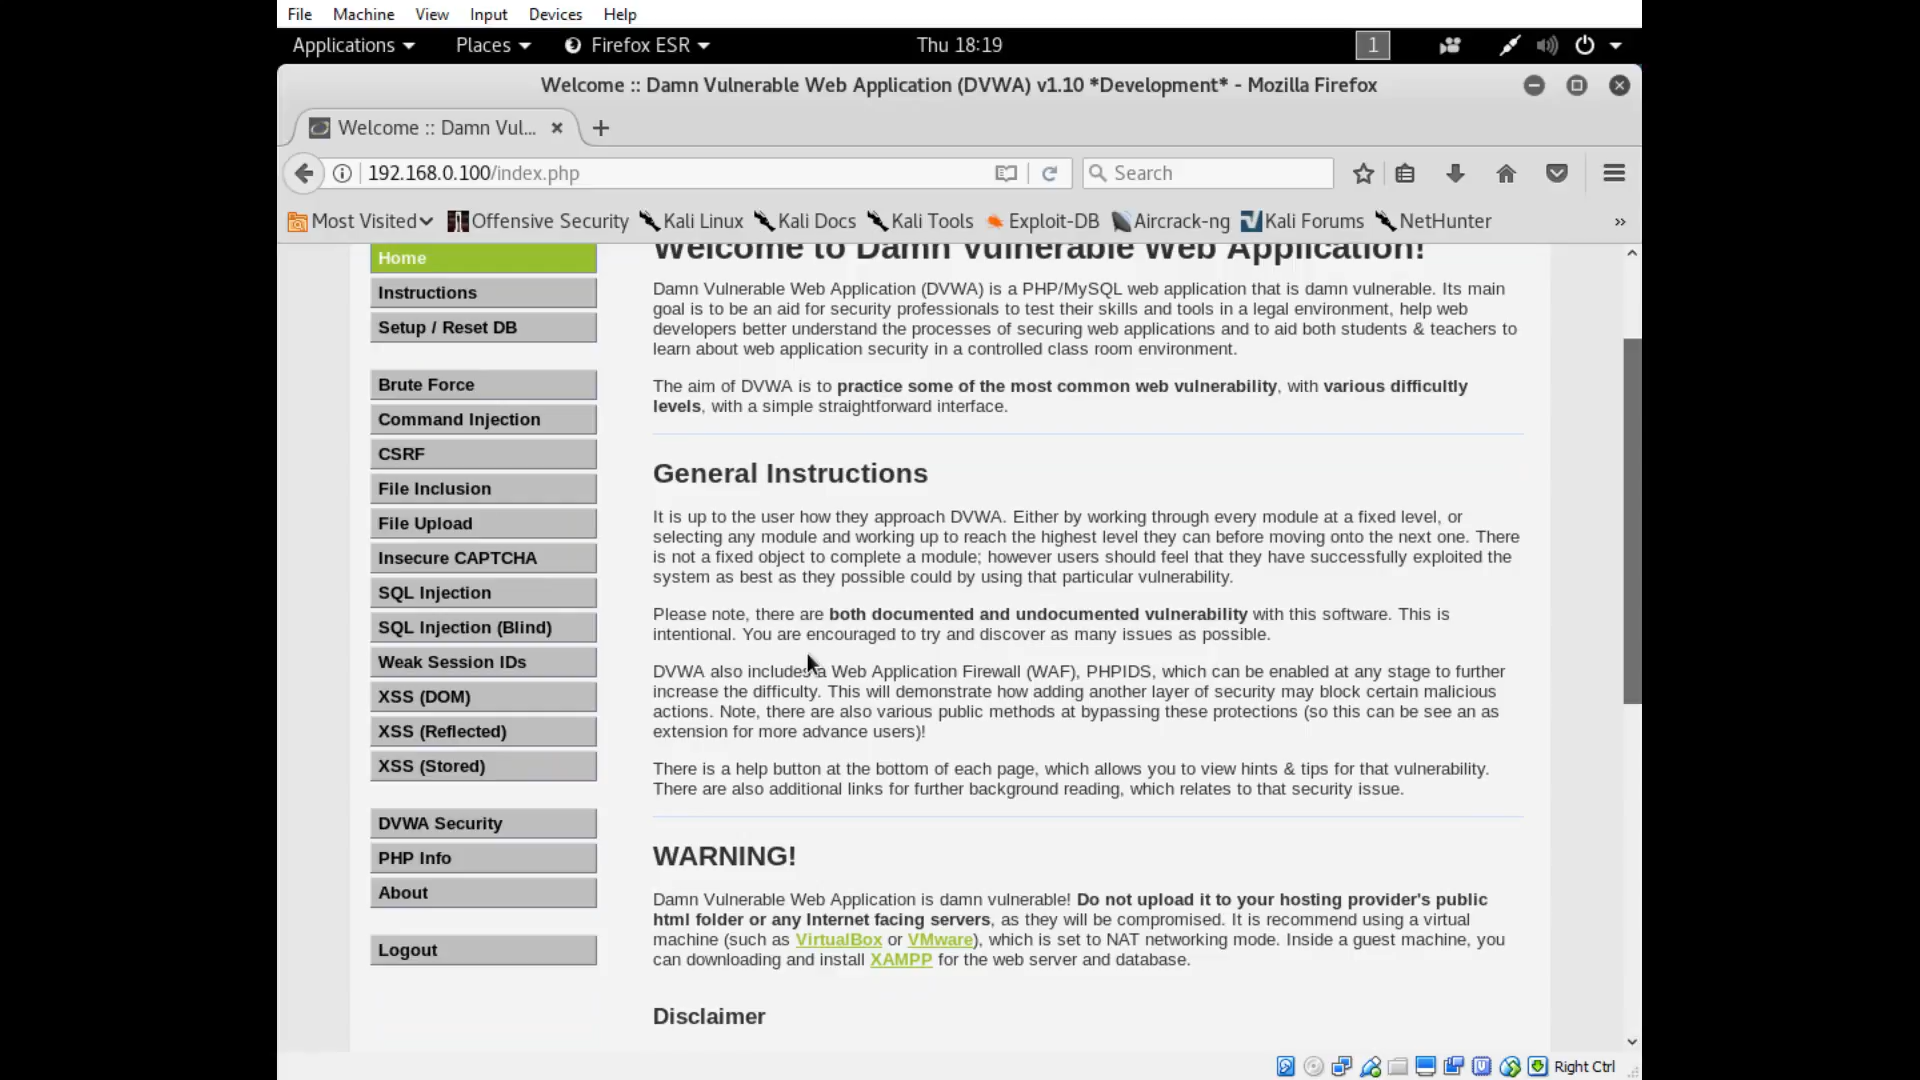 File Machine View Input Devices Help
Applications Places Firefox ESR Thu 18:19 1
Welcome :: Damn Vulnerable Web Application (DVWA) v1.10 *Development* - Mozilla Firefox
Welcome :: Damn Vul...
192.168.0.100/index.php Search
Most Visited Offensive Security Kali Linux Kali Docs Kali Tools Exploit-DB Aircrack-ng Kali Forums NetHunter »
Home
Instructions
Setup / Reset DB
Brute Force
Command Injection
CSRF
File Inclusion
File Upload
Insecure CAPTCHA
SQL Injection
SQL Injection (Blind)
Weak Session IDs
XSS (DOM)
XSS (Reflected)
XSS (Stored)
DVWA Security
PHP Info
About
Logout
Welcome to Damn Vulnerable Web Application!
Damn Vulnerable Web Application (DVWA) is a PHP/MySQL web application that is damn vulnerable. Its main
goal is to be an aid for security professionals to test their skills and tools in a legal environment, help web
developers better understand the processes of securing web applications and to aid both students & teachers to
learn about web application security in a controlled class room environment.
The aim of DVWA is to practice some of the most common web vulnerability, with various difficultly
levels, with a simple straightforward interface.
General Instructions
It is up to the user how they approach DVWA. Either by working through every module at a fixed level, or
selecting any module and working up to reach the highest level they can before moving onto the next one. There
is not a fixed object to complete a module; however users should feel that they have successfully exploited the
system as best as they possible could by using that particular vulnerability.
Please note, there are both documented and undocumented vulnerability with this software. This is
intentional. You are encouraged to try and discover as many issues as possible.
DVWA also includes a Web Application Firewall (WAF), PHPIDS, which can be enabled at any stage to further
increase the difficulty. This will demonstrate how adding another layer of security may block certain malicious
actions. Note, there are also various public methods at bypassing these protections (so this can be see an as
extension for more advance users)!
There is a help button at the bottom of each page, which allows you to view hints & tips for that vulnerability.
There are also additional links for further background reading, which relates to that security issue.
WARNING!
Damn Vulnerable Web Application is damn vulnerable! Do not upload it to your hosting provider's public
html folder or any Internet facing servers, as they will be compromised. It is recommend using a virtual
machine (such as VirtualBox or VMware), which is set to NAT networking mode. Inside a guest machine, you
can downloading and install XAMPP for the web server and database.
Disclaimer
Right Ctrl